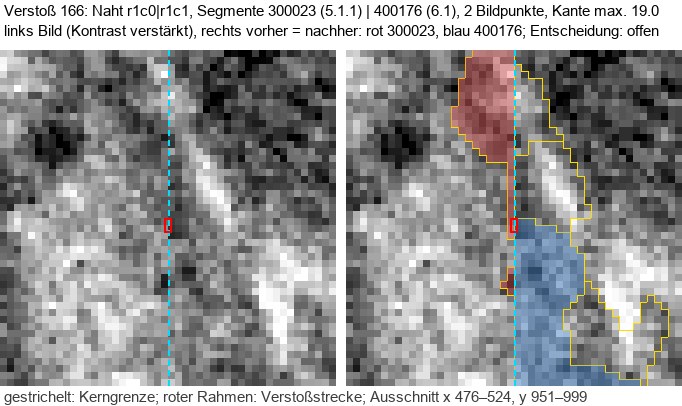 Verstoß 166: Naht r1c0|r1c1, Segmente 300023 (5.1.1) | 400176 (6.1), 2 Bildpunkte, Kante max. 19.0
links Bild (Kontrast verstärkt), rechts vorher = nachher: rot 300023, blau 400176; Entscheidung: offen
gestrichelt: Kerngrenze; roter Rahmen: Verstoßstrecke; Ausschnitt x 476–524, y 951–999